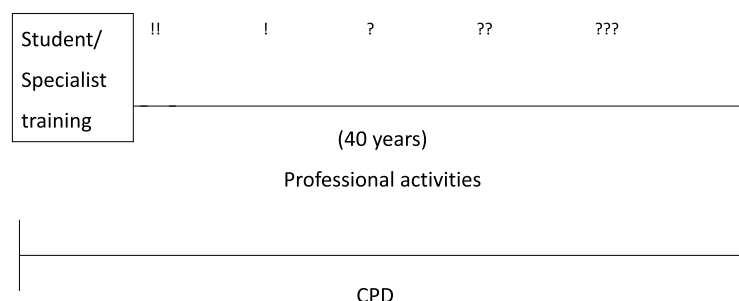 Student/
Specialist
training
!! ! ? ?? ???
(40 years)
Professional activities
CPD